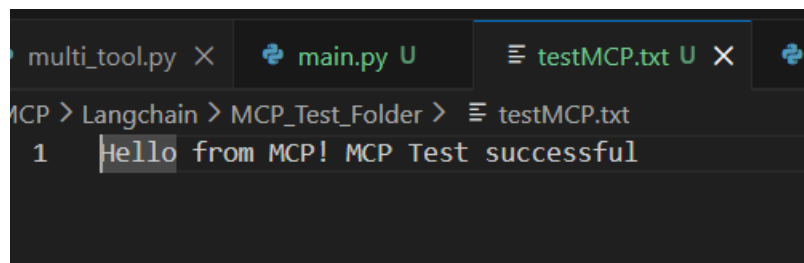 multi_tool.py × main.py U testMCP.txt U ×
MCP > Langchain > MCP_Test_Folder > testMCP.txt
1 Hello from MCP! MCP Test successful